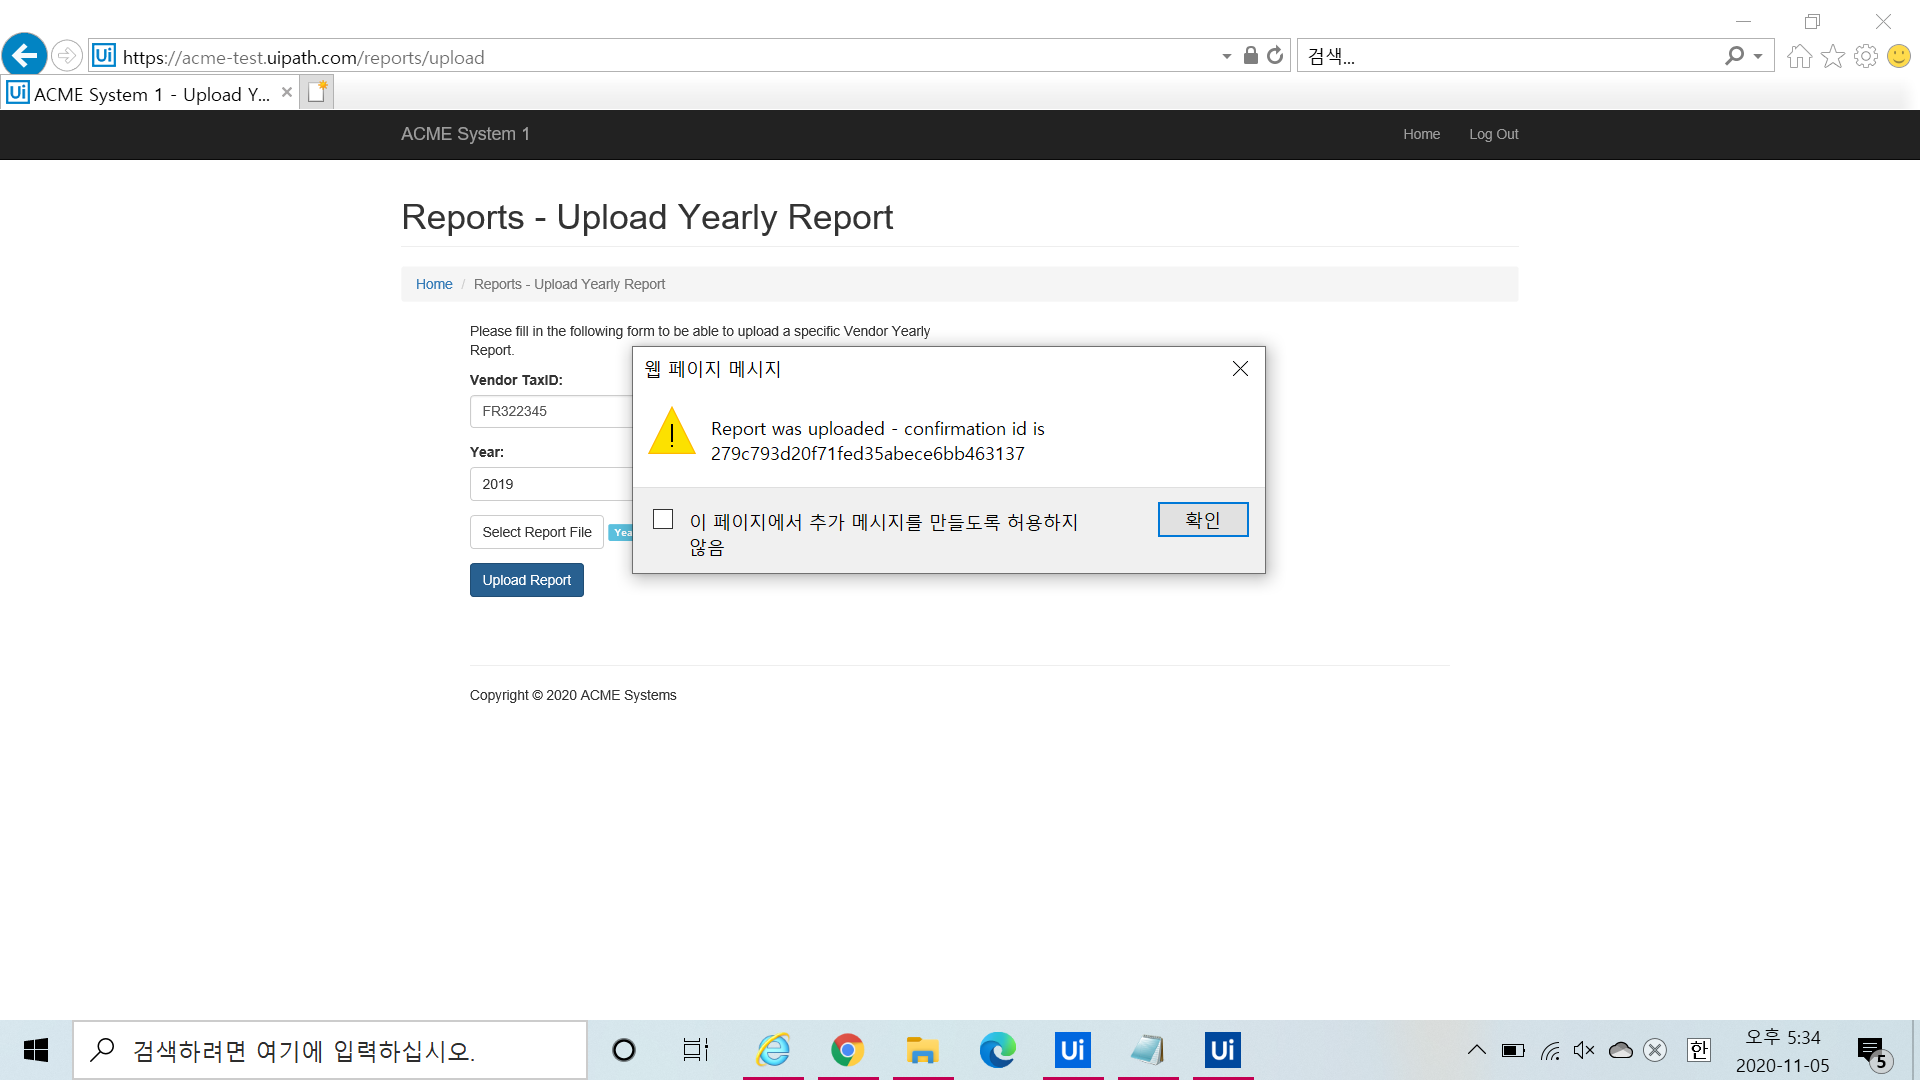 https://acme-test.uipath.com/reports/upload
검색...
ACME System 1 - Upload Y...
ACME System 1
Home
Log Out
Reports - Upload Yearly Report
Home / Reports - Upload Yearly Report
Please fill in the following form to be able to upload a specific Vendor Yearly
Report.
Vendor TaxID:
FR322345
Year:
2019
Select Report File
Yea
Upload Report
웹 페이지 메시지
Report was uploaded - confirmation id is
279c793d20f71fed35abece6bb463137
이 페이지에서 추가 메시지를 만들도록 허용하지
않음
확인
Copyright © 2020 ACME Systems
검색하려면 여기에 입력하십시오.
Ui
Ui
한
오후 5:34
2020-11-05
5